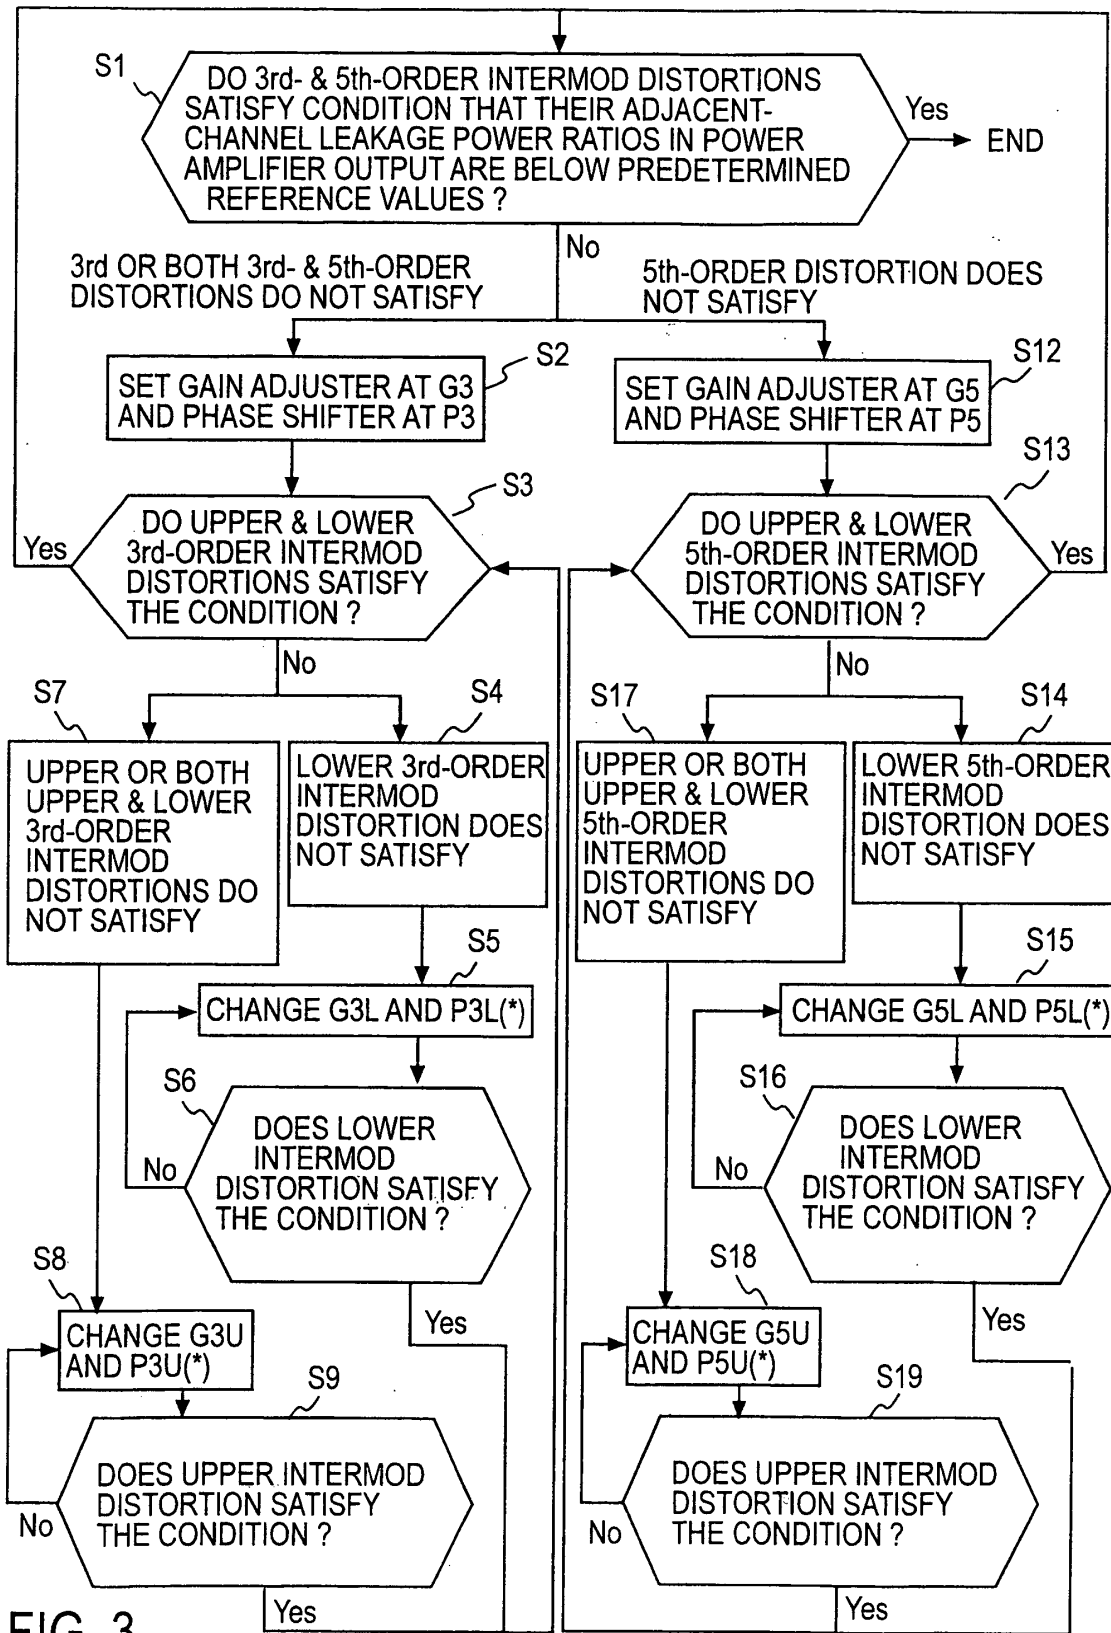 S1
DO 3rd- & 5th-ORDER INTERMOD DISTORTIONS
SATISFY CONDITION THAT THEIR ADJACENT-
CHANNEL LEAKAGE POWER RATIOS IN POWER
AMPLIFIER OUTPUT ARE BELOW PREDETERMINED
REFERENCE VALUES ?
Yes
END
No
3rd OR BOTH 3rd- & 5th-ORDER
DISTORTIONS DO NOT SATISFY
5th-ORDER DISTORTION DOES
NOT SATISFY
S2
SET GAIN ADJUSTER AT G3
AND PHASE SHIFTER AT P3
S12
SET GAIN ADJUSTER AT G5
AND PHASE SHIFTER AT P5
S3
Yes
DO UPPER & LOWER
3rd-ORDER INTERMOD
DISTORTIONS SATISFY
THE CONDITION ?
No
S13
DO UPPER & LOWER
5th-ORDER INTERMOD
DISTORTIONS SATISFY
THE CONDITION ?
Yes
No
S7
UPPER OR BOTH
UPPER & LOWER
3rd-ORDER
INTERMOD
DISTORTIONS DO
NOT SATISFY
S4
LOWER 3rd-ORDER
INTERMOD
DISTORTION DOES
NOT SATISFY
S17
UPPER OR BOTH
UPPER & LOWER
5th-ORDER
INTERMOD
DISTORTIONS DO
NOT SATISFY
S14
LOWER 5th-ORDER
INTERMOD
DISTORTION DOES
NOT SATISFY
S5
CHANGE G3L AND P3L(*)
S15
CHANGE G5L AND P5L(*)
S6
DOES LOWER
INTERMOD
DISTORTION SATISFY
THE CONDITION ?
No
Yes
S16
DOES LOWER
INTERMOD
DISTORTION SATISFY
THE CONDITION ?
No
Yes
S8
CHANGE G3U
AND P3U(*)
S18
CHANGE G5U
AND P5U(*)
S9
DOES UPPER INTERMOD
DISTORTION SATISFY
THE CONDITION ?
No
Yes
S19
DOES UPPER INTERMOD
DISTORTION SATISFY
THE CONDITION ?
No
Yes
FIG. 3